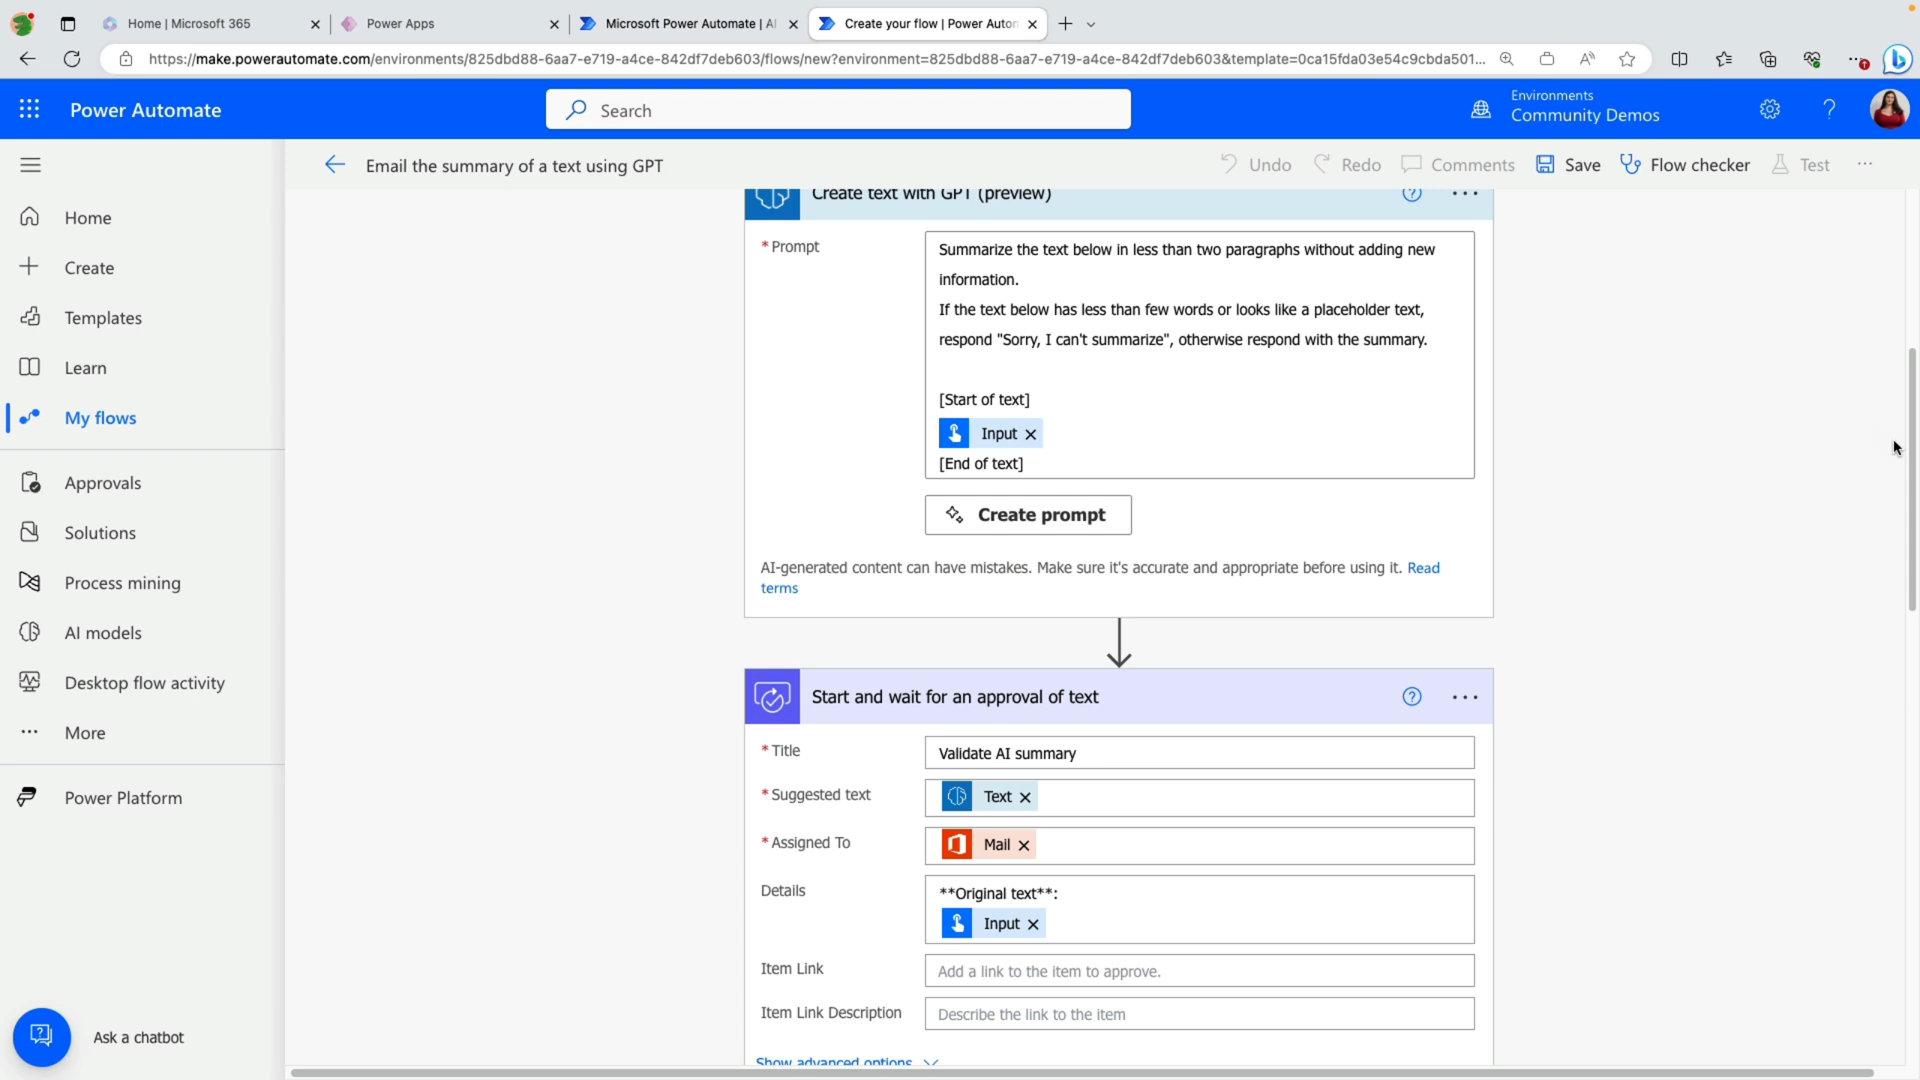 Home | Microsoft 365
Power Apps
Microsoft Power Automate | AI
Create your flow | Power Autom
https://make.powerautomate.com/environments/825dbd88-6aa7-e719-a4ce-842df7deb603/flows/new?environment=825dbd88-6aa7-e719-a4ce-842df7deb603&template=0ca15fda03e54c9cbda501...
Power Automate
Search
Environments
Community Demos
Email the summary of a text using GPT
Undo
Redo
Comments
Save
Flow checker
Test
Home
Create
Templates
Learn
My flows
Approvals
Solutions
Process mining
AI models
Desktop flow activity
More
Power Platform
Ask a chatbot
Create text with GPT (preview)
* Prompt
Summarize the text below in less than two paragraphs without adding new
information.
If the text below has less than few words or looks like a placeholder text,
respond "Sorry, I can't summarize", otherwise respond with the summary.
[Start of text]
Input
[End of text]
Create prompt
AI-generated content can have mistakes. Make sure it's accurate and appropriate before using it. Read
terms
Start and wait for an approval of text
* Title
Validate AI summary
* Suggested text
Text
* Assigned To
Mail
Details
**Original text**:
Input
Item Link
Add a link to the item to approve.
Item Link Description
Describe the link to the item
Show advanced options